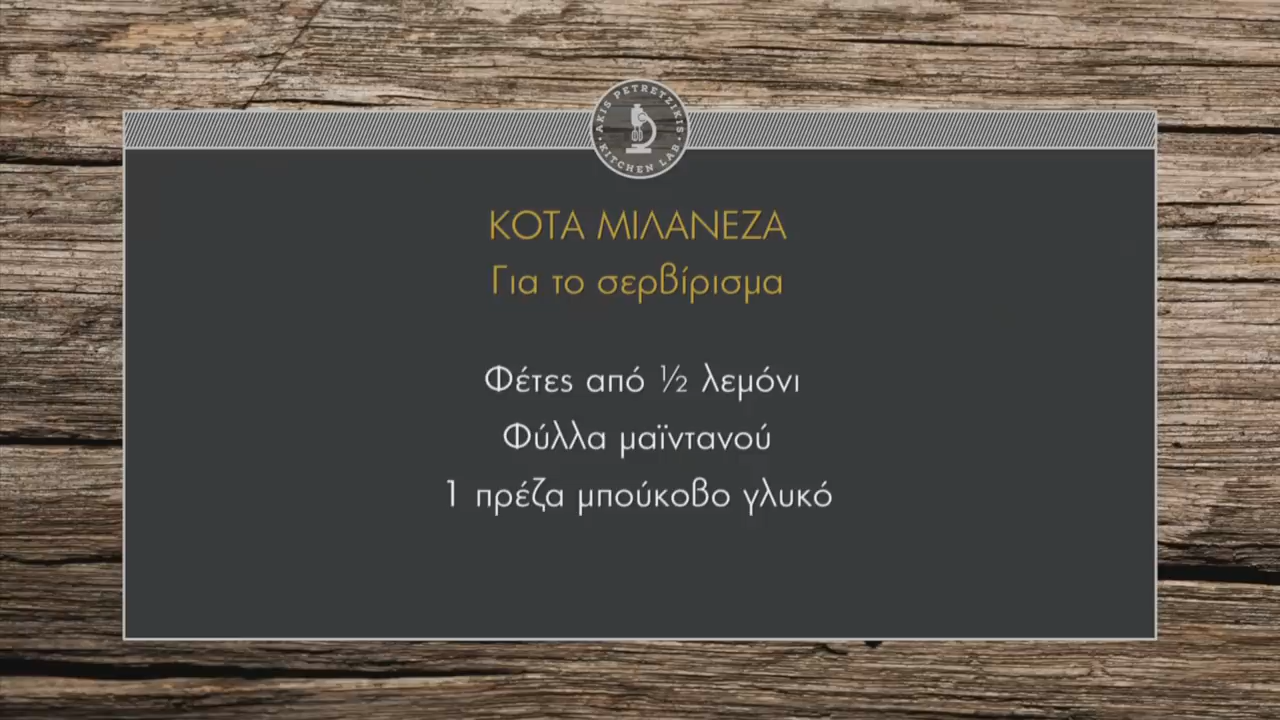 AKIS PETRETZIKIS
KITCHEN LAB
ΚΟΤΑ ΜΙΛΑΝΕΖΑ
Για το σερβίρισμα
Φέτες από ½ λεμόνι
Φύλλα μαϊντανού
1 πρέζα μπούκοβο γλυκό